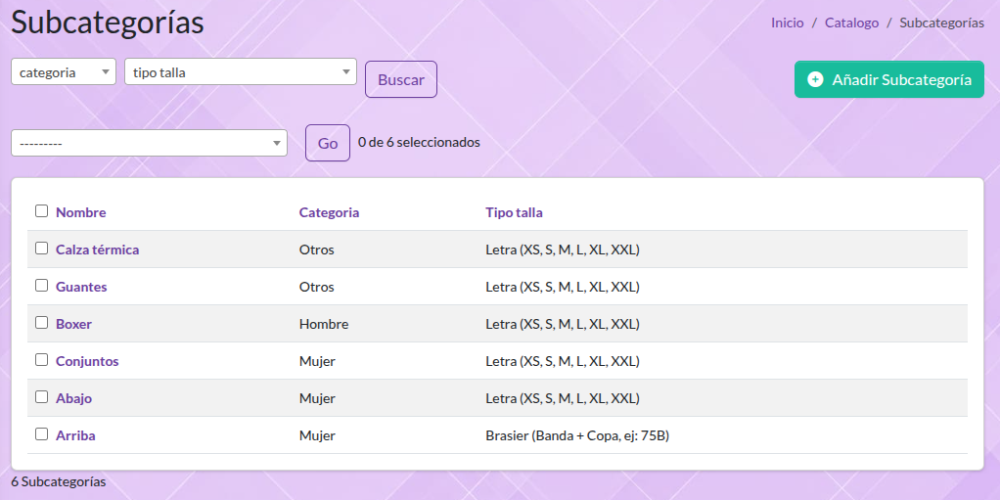 Subcategorías
Inicio / Catalogo / Subcategorías
categoria tipo talla Buscar Añadir Subcategoría
--------- Go 0 de 6 seleccionados
Nombre Categoria Tipo talla
Calza térmica Otros Letra (XS, S, M, L, XL, XXL)
Guantes Otros Letra (XS, S, M, L, XL, XXL)
Boxer Hombre Letra (XS, S, M, L, XL, XXL)
Conjuntos Mujer Letra (XS, S, M, L, XL, XXL)
Abajo Mujer Letra (XS, S, M, L, XL, XXL)
Arriba Mujer Brasier (Banda + Copa, ej: 75B)
6 Subcategorías